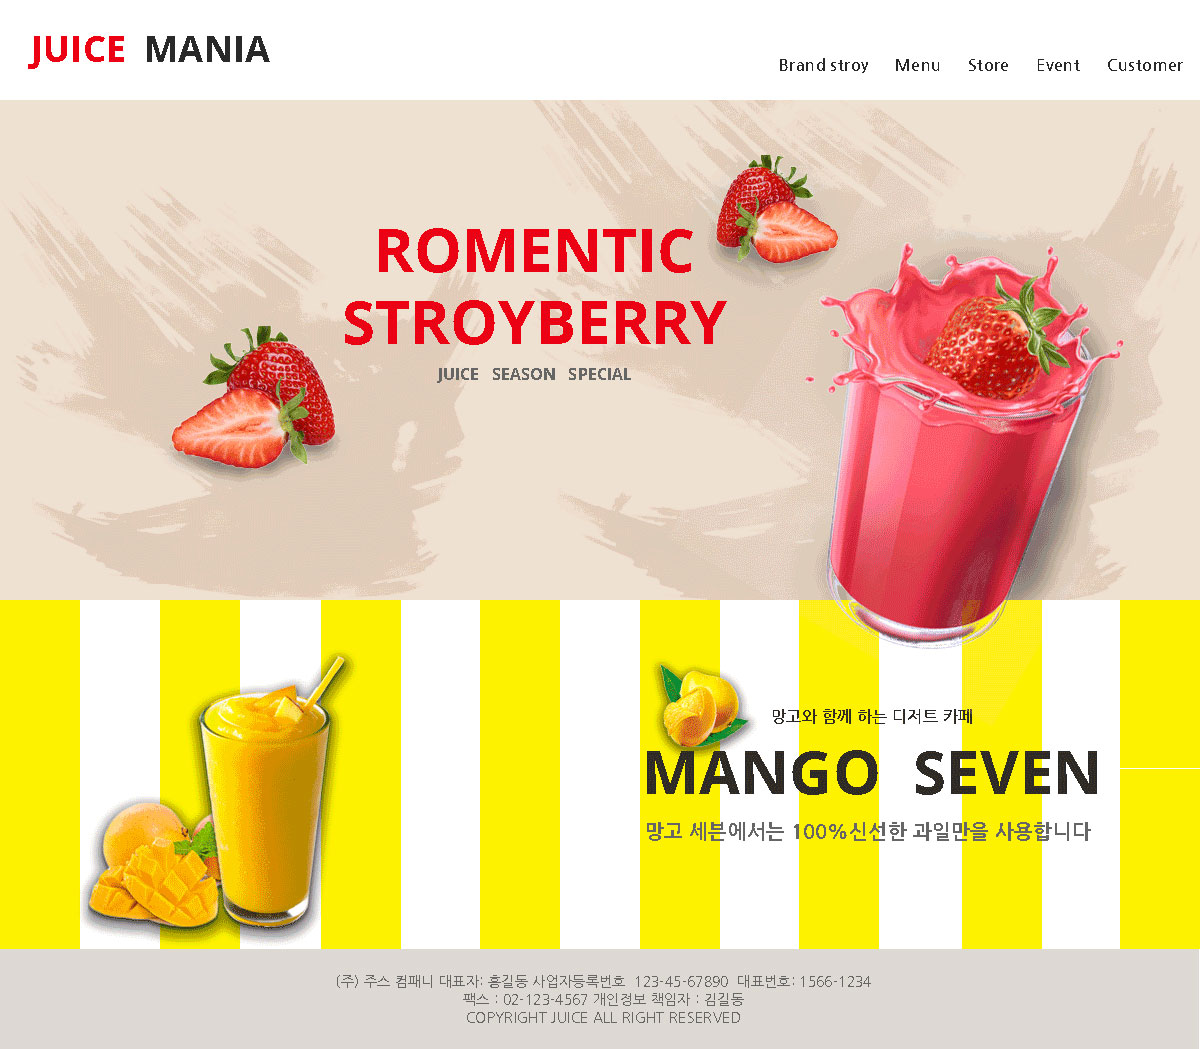 JUICE MANIA
Brand stroy Menu Store Event Customer
ROMENTIC
STROYBERRY
JUICE SEASON SPECIAL
망고와 함께 하는 디저트 카페
MANGO SEVEN
망고 세븐에서는 100%신선한 과일만을 사용합니다
(주) 주스 컴패니 대표자: 홍길동 사업자등록번호 123-45-67890 대표번호: 1566-1234
팩스 : 02-123-4567 개인정보 책임자 : 김길동
COPYRIGHT JUICE ALL RIGHT RESERVED